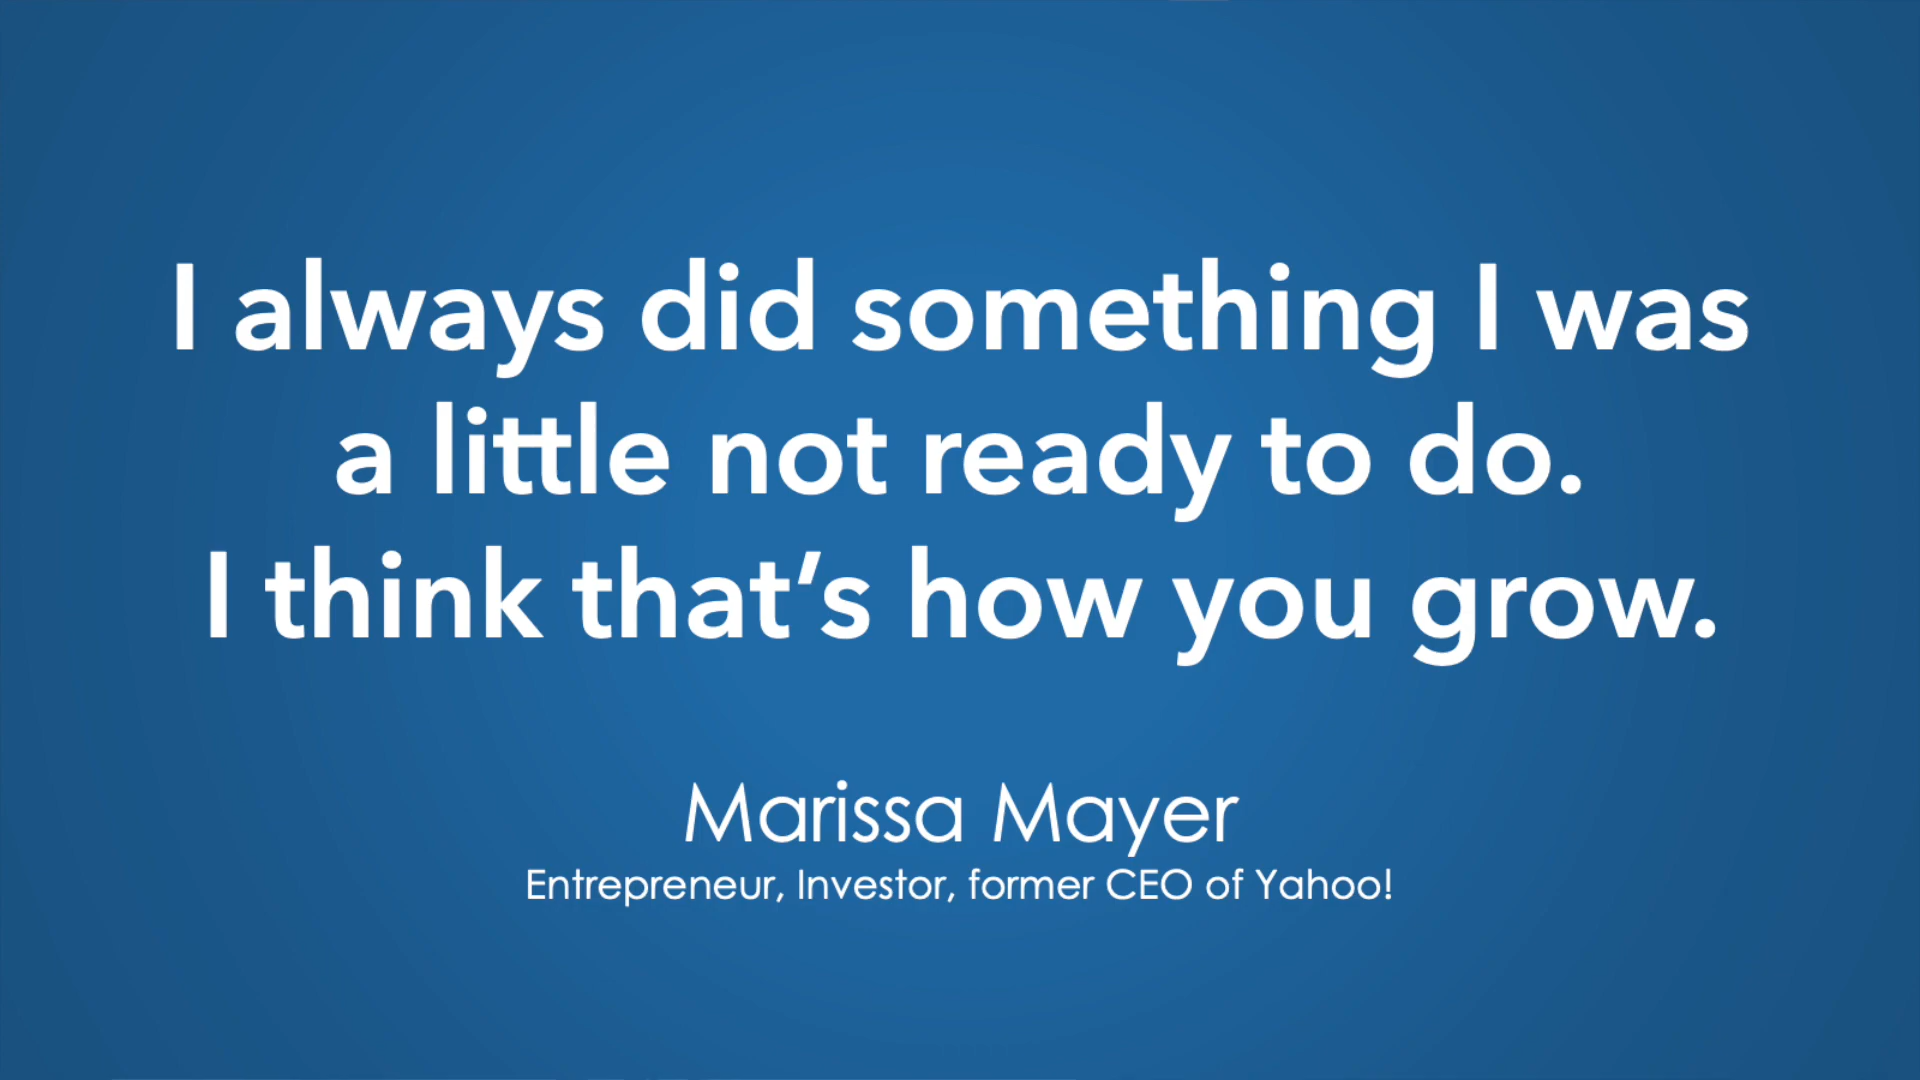 I always did something I was
a little not ready to do.
I think that’s how you grow.
Marissa Mayer
Entrepreneur, Investor, former CEO of Yahoo!